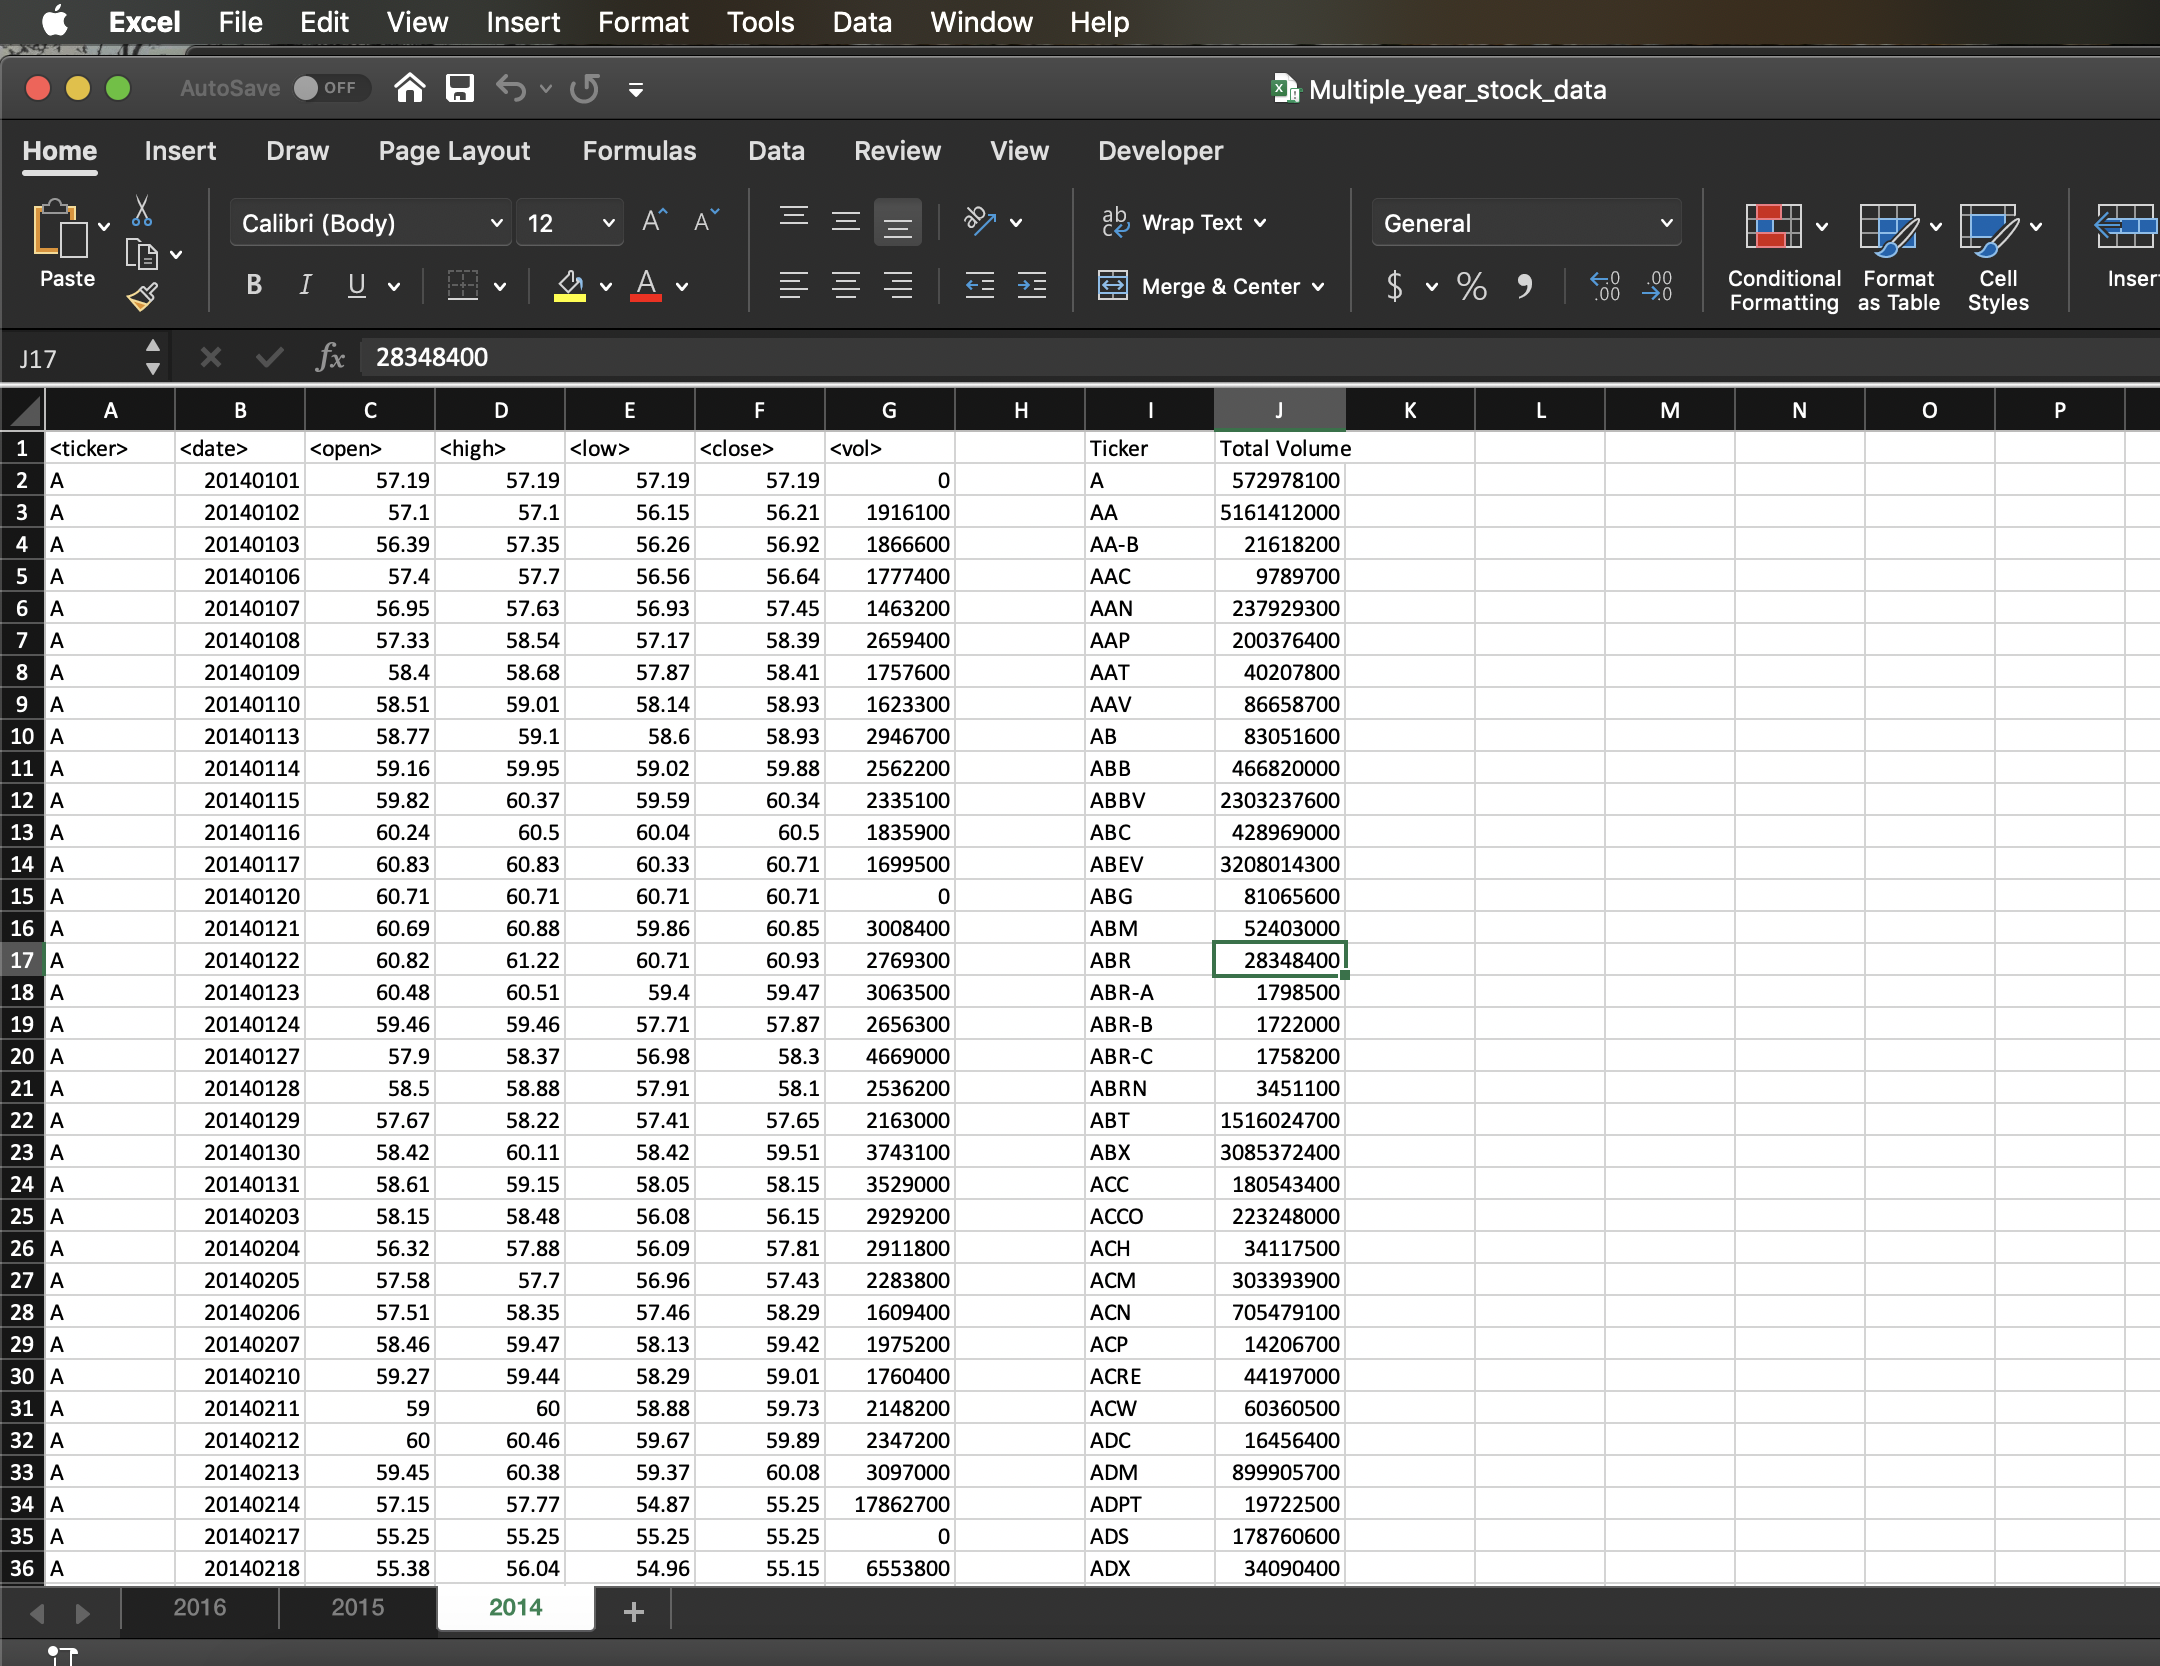 Excel File Edit View Insert Format Tools Data Window Help
AutoSave OFF Multiple_year_stock_data
Home Insert Draw Page Layout Formulas Data Review View Developer
Paste Calibri (Body) 12 A A ab Wrap Text General
B I U A Merge & Center $ % Conditional Formatting Format as Table Cell Styles Inser
J17 fx 28348400
A B C D E F G H I J K L M N O P
1 <ticker> <date> <open> <high> <low> <close> <vol> Ticker Total Volume
2 A 20140101 57.19 57.19 57.19 57.19 0 A 572978100
3 A 20140102 57.1 57.1 56.15 56.21 1916100 AA 5161412000
4 A 20140103 56.39 57.35 56.26 56.92 1866600 AA-B 21618200
5 A 20140106 57.4 57.7 56.56 56.64 1777400 AAC 9789700
6 A 20140107 56.95 57.63 56.93 57.45 1463200 AAN 237929300
7 A 20140108 57.33 58.54 57.17 58.39 2659400 AAP 200376400
8 A 20140109 58.4 58.68 57.87 58.41 1757600 AAT 40207800
9 A 20140110 58.51 59.01 58.14 58.93 1623300 AAV 86658700
10 A 20140113 58.77 59.1 58.6 58.93 2946700 AB 83051600
11 A 20140114 59.16 59.95 59.02 59.88 2562200 ABB 466820000
12 A 20140115 59.82 60.37 59.59 60.34 2335100 ABBV 2303237600
13 A 20140116 60.24 60.5 60.04 60.5 1835900 ABC 428969000
14 A 20140117 60.83 60.83 60.33 60.71 1699500 ABEV 3208014300
15 A 20140120 60.71 60.71 60.71 60.71 0 ABG 81065600
16 A 20140121 60.69 60.88 59.86 60.85 3008400 ABM 52403000
17 A 20140122 60.82 61.22 60.71 60.93 2769300 ABR 28348400
18 A 20140123 60.48 60.51 59.4 59.47 3063500 ABR-A 1798500
19 A 20140124 59.46 59.46 57.71 57.87 2656300 ABR-B 1722000
20 A 20140127 57.9 58.37 56.98 58.3 4669000 ABR-C 1758200
21 A 20140128 58.5 58.88 57.91 58.1 2536200 ABRN 3451100
22 A 20140129 57.67 58.22 57.41 57.65 2163000 ABT 1516024700
23 A 20140130 58.42 60.11 58.42 59.51 3743100 ABX 3085372400
24 A 20140131 58.61 59.15 58.05 58.15 3529000 ACC 180543400
25 A 20140203 58.15 58.48 56.08 56.15 2929200 ACCO 223248000
26 A 20140204 56.32 57.88 56.09 57.81 2911800 ACH 34117500
27 A 20140205 57.58 57.7 56.96 57.43 2283800 ACM 303393900
28 A 20140206 57.51 58.35 57.46 58.29 1609400 ACN 705479100
29 A 20140207 58.46 59.47 58.13 59.42 1975200 ACP 14206700
30 A 20140210 59.27 59.44 58.29 59.01 1760400 ACRE 44197000
31 A 20140211 59 60 58.88 59.73 2148200 ACW 60360500
32 A 20140212 60 60.46 59.67 59.89 2347200 ADC 16456400
33 A 20140213 59.45 60.38 59.37 60.08 3097000 ADM 899905700
34 A 20140214 57.15 57.77 54.87 55.25 17862700 ADPT 19722500
35 A 20140217 55.25 55.25 55.25 55.25 0 ADS 178760600
36 A 20140218 55.38 56.04 54.96 55.15 6553800 ADX 34090400
2016 2015 2014 +